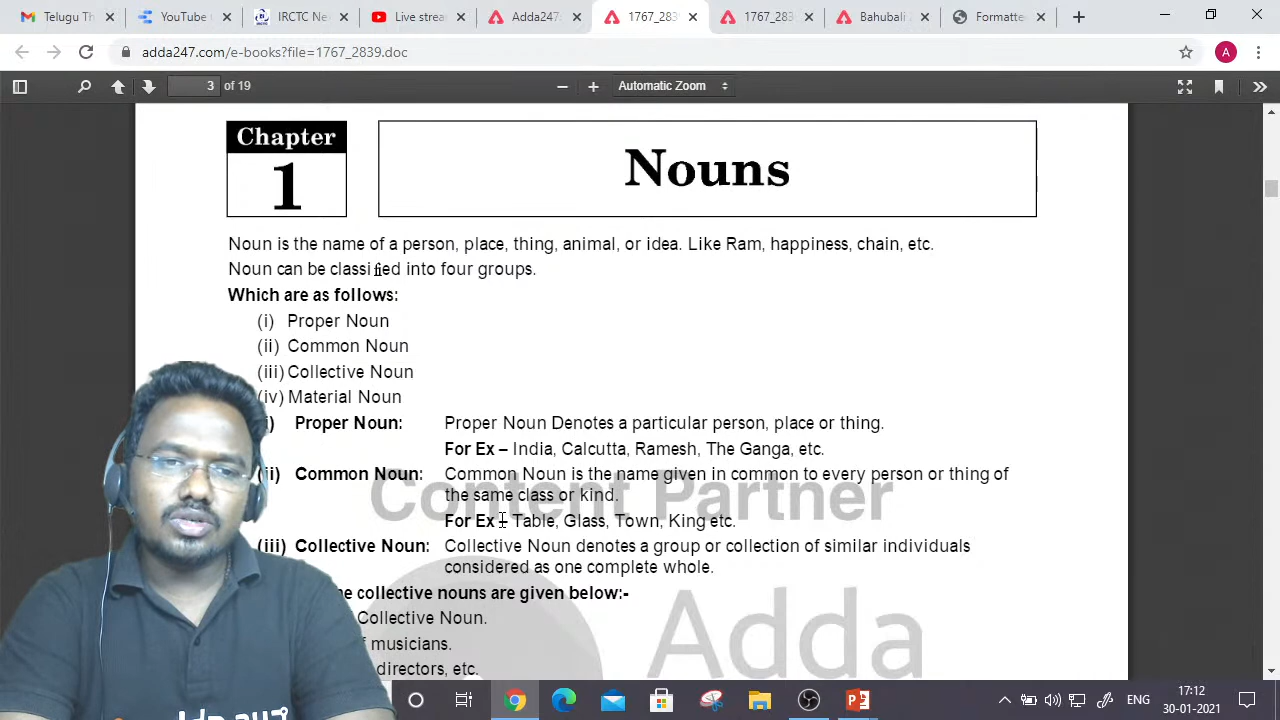 Telugu Th
YouTube
IRCTC Ne
Live strea
Adda247
1767_283
1767_283
Bahubali
Formatte
adda247.com/e-books?file=1767_2839.doc
A
3 of 19
Automatic Zoom
Chapter
1
Nouns
Noun is the name of a person, place, thing, animal, or idea. Like Ram, happiness, chain, etc.
Noun can be classified into four groups.
Which are as follows:
(i) Proper Noun
(ii) Common Noun
(iii) Collective Noun
(iv) Material Noun
i) Proper Noun: Proper Noun Denotes a particular person, place or thing.
For Ex – India, Calcutta, Ramesh, The Ganga, etc.
(ii) Common Noun: Common Noun is the name given in common to every person or thing of
the same class or kind.
For Ex – Table, Glass, Town, King etc.
(iii) Collective Noun: Collective Noun denotes a group or collection of similar individuals
considered as one complete whole.
ne collective nouns are given below:-
Collective Noun.
f musicians.
directors, etc.
Content Partner
Adda
ENG
17:12
30-01-2021